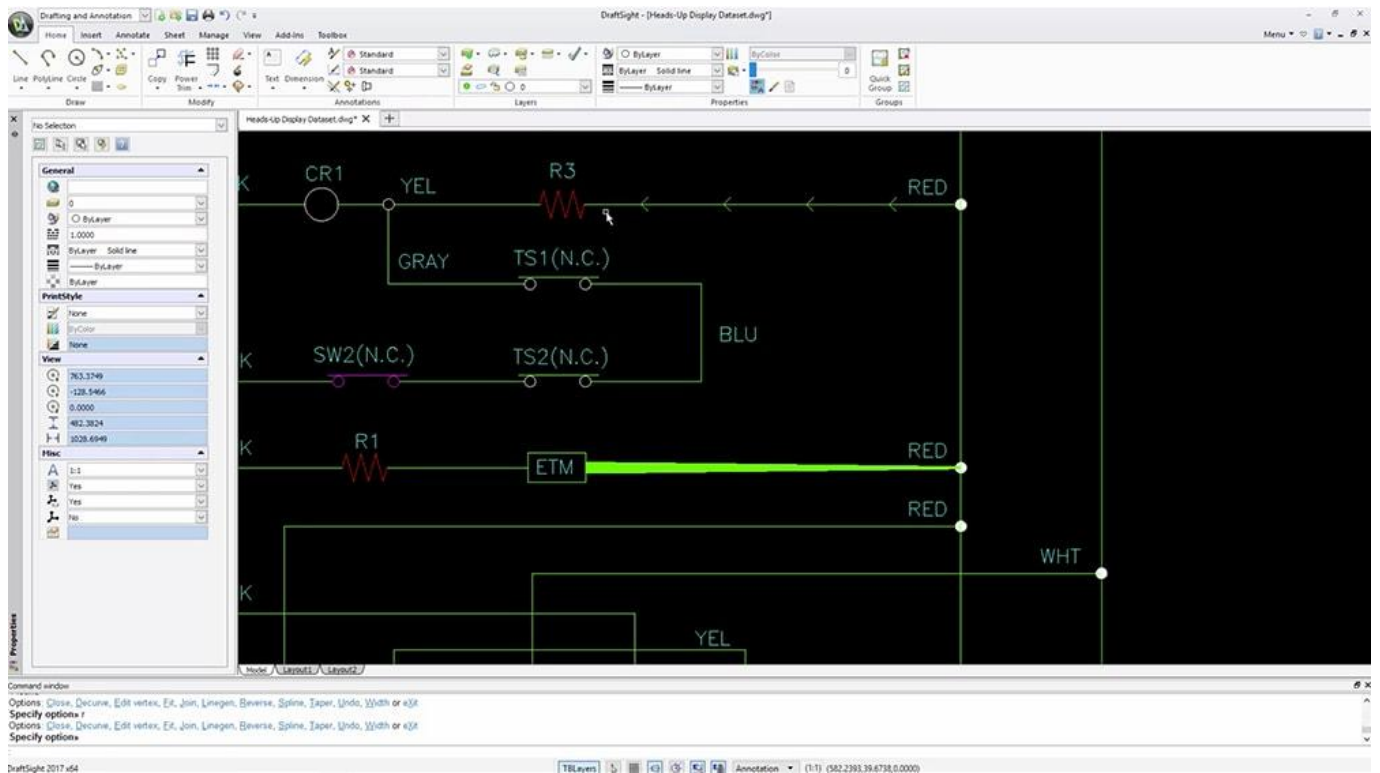 Drafting and Annotation
DraftSight - [Heads-Up Display Dataset.dwg*]
Home Insert Annotate Sheet Manage View Add-Ins Toolbox
Menu
Standard
ByLayer
ByColor
Line PolyLine Circle
Copy Power Trim
Text Dimension
Standard
ByLayer Solid line
0
Quick Group
0
ByLayer
Draw Modify Annotations Layers Properties Groups
No Selection
Heads-Up Display Dataset.dwg*
General
0
ByLayer
1.0000
ByLayer Solid line
ByLayer
ByLayer
PrintStyle
None
ByColor
None
View
763.3749
-128.5466
0.0000
482.3824
1028.6949
Misc
1:1
Yes
Yes
No
Properties
K CR1 YEL R3 RED
GRAY TS1(N.C.)
BLU
K SW2(N.C.) TS2(N.C.)
K R1 ETM RED
RED
WHT
K
YEL
Model Layout1 Layout2
Command window
Options: Close, Decurve, Edit vertex, Fit, Join, Linegen, Reverse, Spline, Taper, Undo, Width or eXit
Specify option» r
Options: Close, Decurve, Edit vertex, Fit, Join, Linegen, Reverse, Spline, Taper, Undo, Width or eXit
Specify option»
:
DraftSight 2017 x64
TBLayers
Annotation
(1:1) (582.2393,39.6738,0.0000)